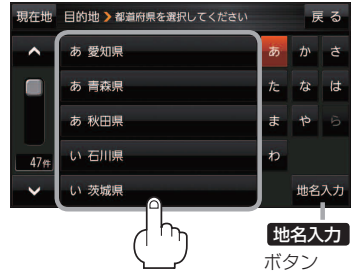 現在地 目的地 > 都道府県を選択してください 戻る
あ 愛知県 あ か さ
あ 青森県 た な は
あ 秋田県 ま や ら
い 石川県 わ
47件
い 茨城県 地名入力
地名入力
ボタン